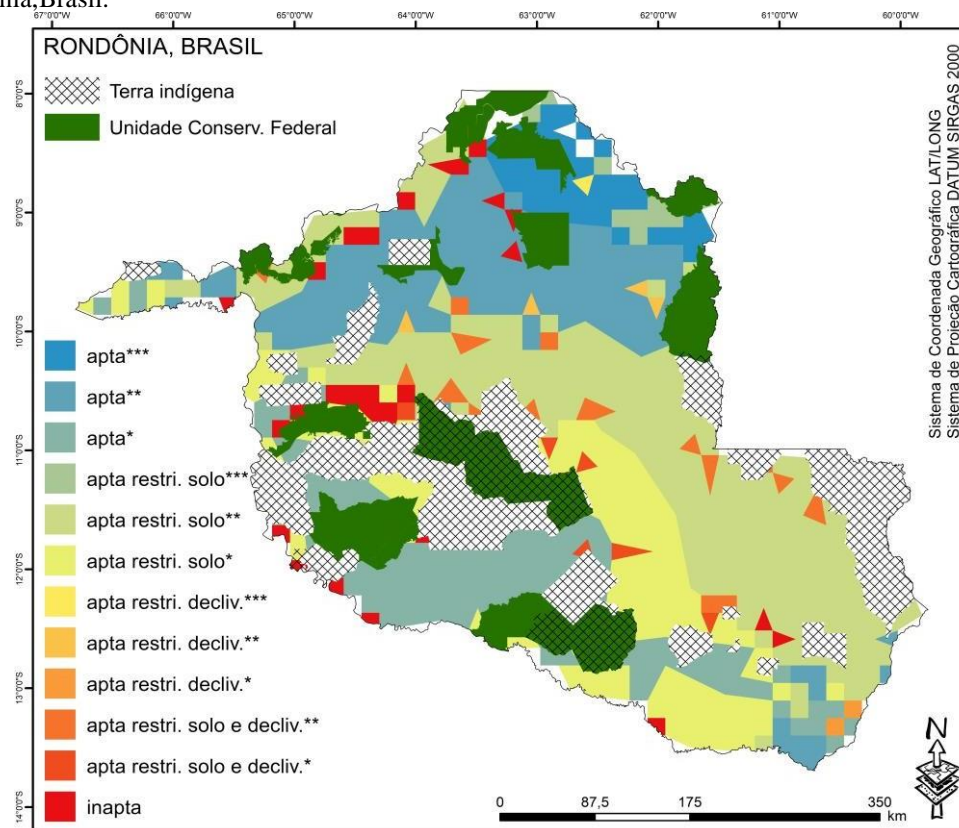 nia,Brasil.
67°0'0"W 66°0'0"W 65°0'0"W 64°0'0"W 63°0'0"W 62°0'0"W 61°0'0"W 60°0'0"W
RONDÔNIA, BRASIL
Terra indígena
Unidade Conserv. Federal
Sistema de Coordenada Geográfico LAT/LONG
Sistema de Projecão Cartográfica DATUM SIRGAS 2000
8°0'0"S
9°0'0"S
10°0'0"S
11°0'0"S
12°0'0"S
13°0'0"S
14°0'0"S
apta***
apta**
apta*
apta restri. solo***
apta restri. solo**
apta restri. solo*
apta restri. decliv.***
apta restri. decliv.**
apta restri. decliv.*
apta restri. solo e decliv.**
apta restri. solo e decliv.*
inapta
N
0 87,5 175 350
km